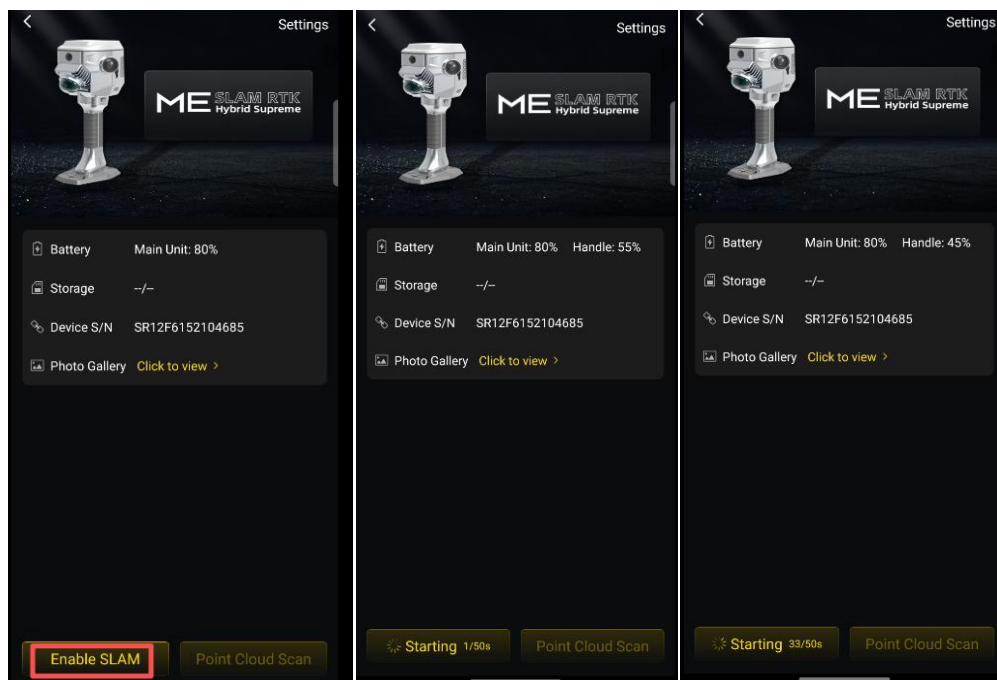 Settings
ME SLAM RTK
Hybrid Supreme
Battery Main Unit: 80%
Storage --/--
Device S/N SR12F6152104685
Photo Gallery Click to view >
Enable SLAM Point Cloud Scan
Settings
ME SLAM RTK
Hybrid Supreme
Battery Main Unit: 80% Handle: 55%
Storage --/--
Device S/N SR12F6152104685
Photo Gallery Click to view >
Starting 1/50s Point Cloud Scan
Settings
ME SLAM RTK
Hybrid Supreme
Battery Main Unit: 80% Handle: 45%
Storage --/--
Device S/N SR12F6152104685
Photo Gallery Click to view >
Starting 33/50s Point Cloud Scan